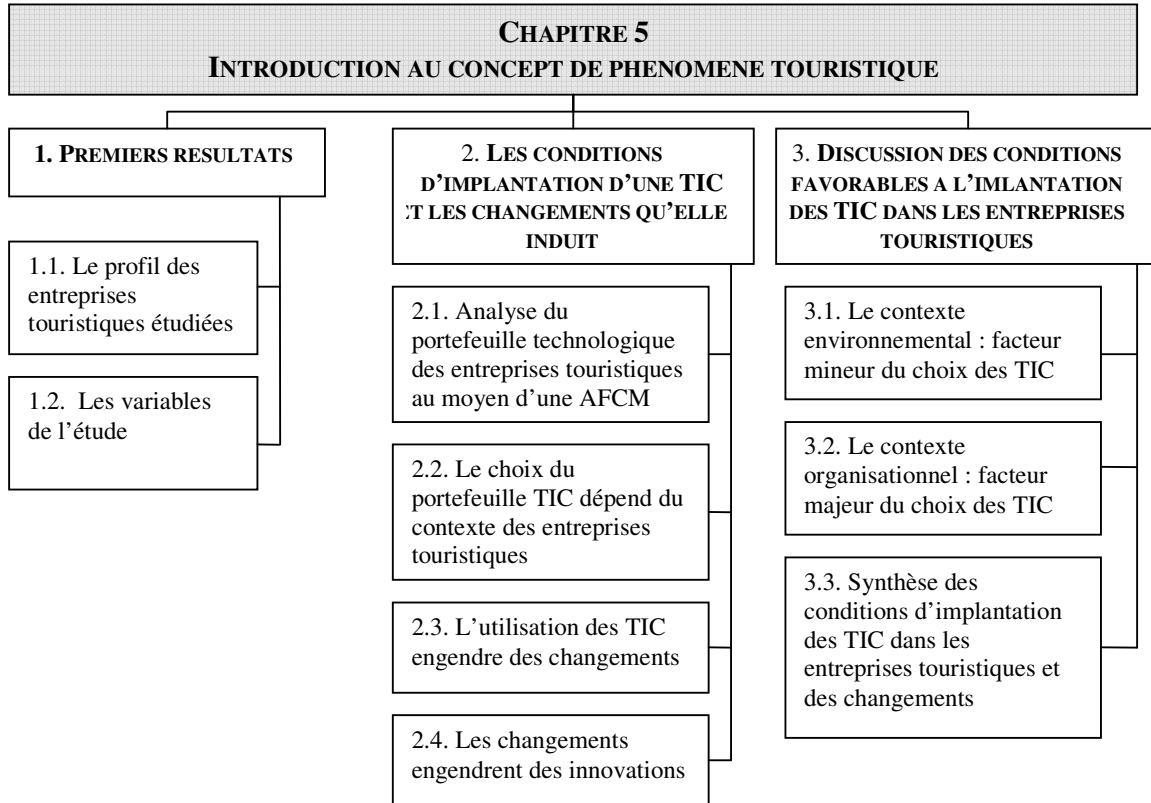 CHAPITRE 5
INTRODUCTION AU CONCEPT DE PHENOMENE TOURISTIQUE
1. PREMIERS RESULTATS
1.1. Le profil des
entreprises
touristiques étudiées
1.2. Les variables
de l'étude
2. LES CONDITIONS
D'IMPLANTATION D'UNE TIC
ET LES CHANGEMENTS QU'ELLE
INDUIT
2.1. Analyse du
portefeuille technologique
des entreprises touristiques
au moyen d'une AFCM
2.2. Le choix du
portefeuille TIC dépend du
contexte des entreprises
touristiques
2.3. L'utilisation des TIC
engendre des changements
2.4. Les changements
engendrent des innovations
3. DISCUSSION DES CONDITIONS
FAVORABLES A L'IMLANTATION
DES TIC DANS LES ENTREPRISES
TOURISTIQUES
3.1. Le contexte
environnemental : facteur
mineur du choix des TIC
3.2. Le contexte
organisationnel : facteur
majeur du choix des TIC
3.3. Synthèse des
conditions d'implantation
des TIC dans les
entreprises touristiques et
des changements